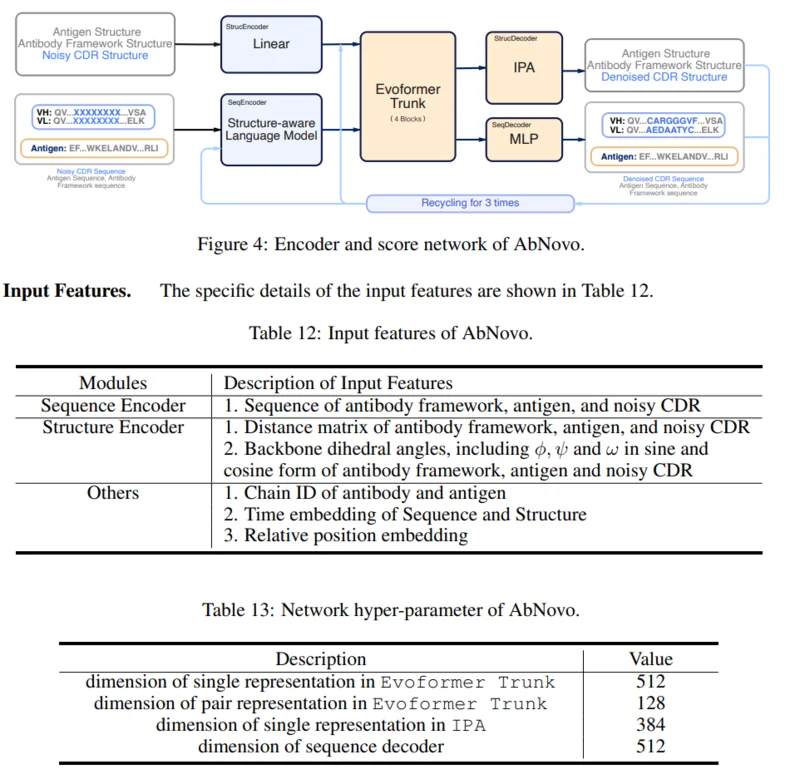 Antigen Structure
Antibody Framework Structure
Noisy CDR Structure
StrucEncoder
Linear
Evoformer
Trunk
( 4 Blocks )
StrucDecoder
IPA
Antigen Structure
Antibody Framework Structure
Denoised CDR Structure
VH: QV...XXXXXXXX...VSA
VL: QV...XXXXXXXX...ELK
Antigen: EF...WKELANDV...RLI
Noisy CDR Sequence
Antigen Sequence, Antibody
Framework sequence
SeqEncoder
Structure-aware
Language Model
SeqDecoder
MLP
VH: QV...CARGGGVF...VSA
VL: QV...AEDAATYC...ELK
Antigen: EF...WKELANDV...RLI
Denoised CDR Sequence
Antigen Sequence, Antibody
Framework sequence
Recycling for 3 times
Figure 4: Encoder and score network of AbNovo.
Input Features. The specific details of the input features are shown in Table 12.
Table 12: Input features of AbNovo.
Modules Description of Input Features
Sequence Encoder 1. Sequence of antibody framework, antigen, and noisy CDR
Structure Encoder 1. Distance matrix of antibody framework, antigen, and noisy CDR
2. Backbone dihedral angles, including ϕ, ψ and ω in sine and
cosine form of antibody framework, antigen and noisy CDR
Others 1. Chain ID of antibody and antigen
2. Time embedding of Sequence and Structure
3. Relative position embedding
Table 13: Network hyper-parameter of AbNovo.
Description Value
dimension of single representation in Evoformer Trunk 512
dimension of pair representation in Evoformer Trunk 128
dimension of single representation in IPA 384
dimension of sequence decoder 512